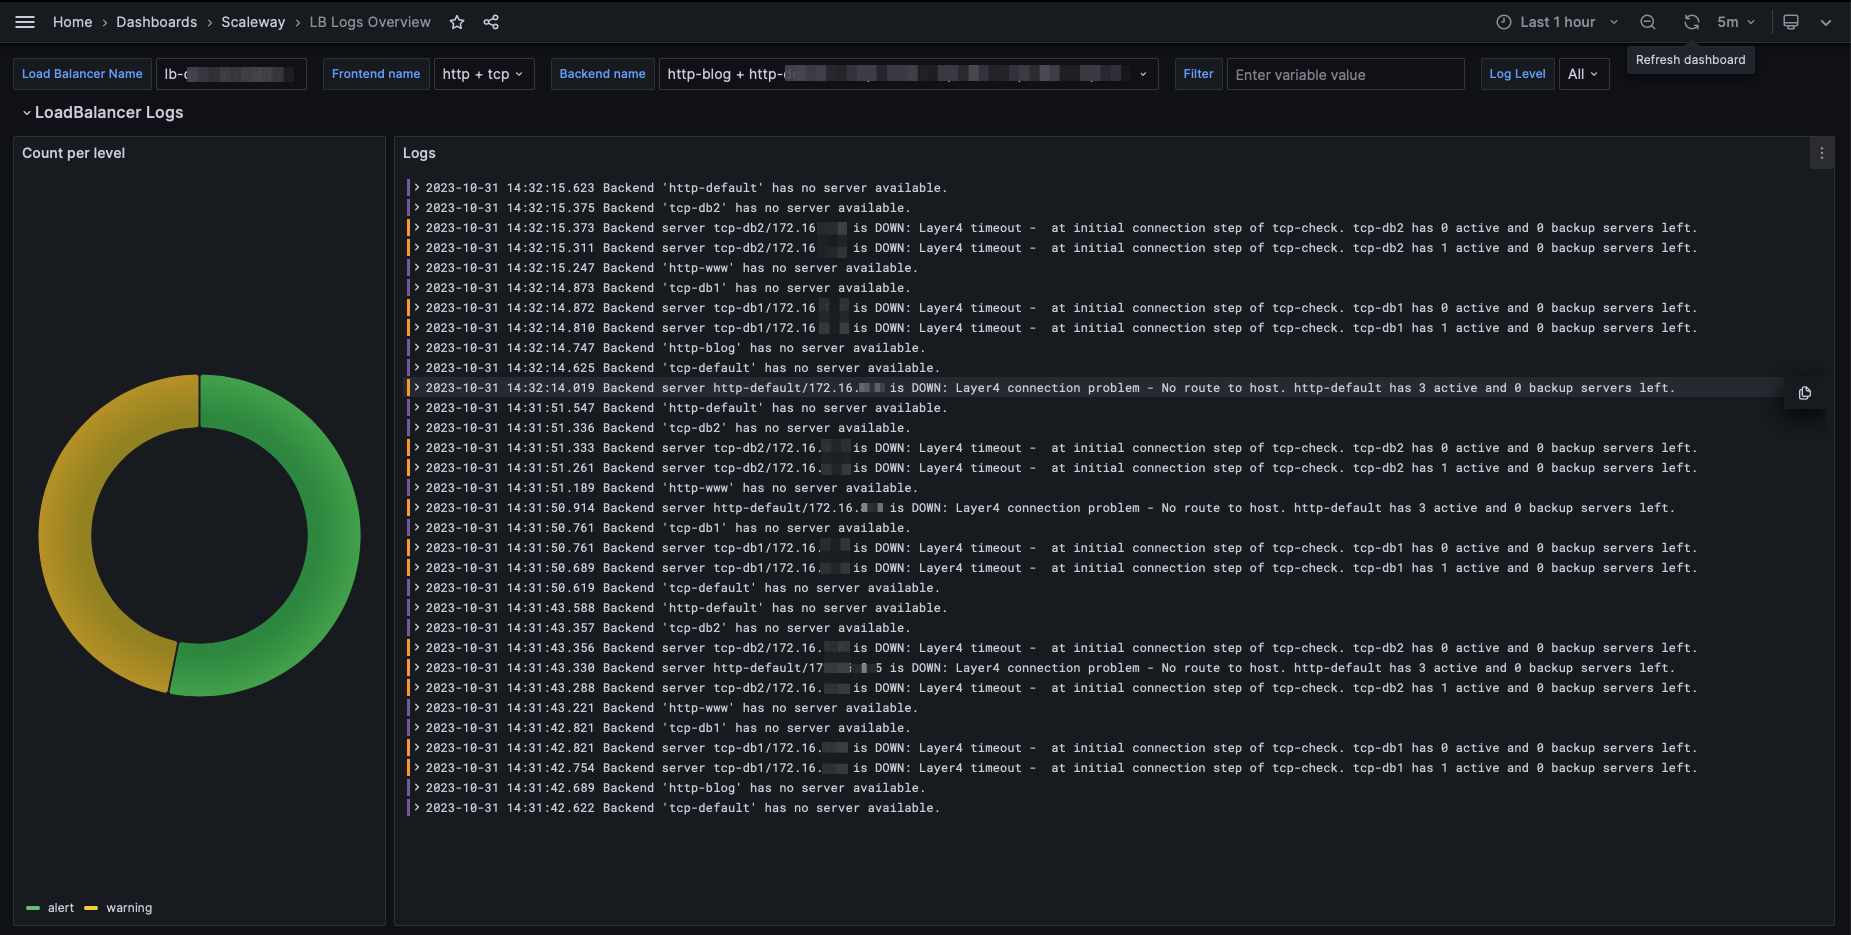 Home › Dashboards › Scaleway › LB Logs Overview
Last 1 hour
5m
Refresh dashboard
Load Balancer Name lb-
Frontend name http + tcp
Backend name http-blog + http-
Filter Enter variable value
Log Level All
LoadBalancer Logs
Count per level
Logs
2023-10-31 14:32:15.623 Backend 'http-default' has no server available.
2023-10-31 14:32:15.375 Backend 'tcp-db2' has no server available.
2023-10-31 14:32:15.373 Backend server tcp-db2/172.16 is DOWN: Layer4 timeout -  at initial connection step of tcp-check. tcp-db2 has 0 active and 0 backup servers left.
2023-10-31 14:32:15.311 Backend server tcp-db2/172.16 is DOWN: Layer4 timeout -  at initial connection step of tcp-check. tcp-db2 has 1 active and 0 backup servers left.
2023-10-31 14:32:15.247 Backend 'http-www' has no server available.
2023-10-31 14:32:14.873 Backend 'tcp-db1' has no server available.
2023-10-31 14:32:14.872 Backend server tcp-db1/172.16. is DOWN: Layer4 timeout -  at initial connection step of tcp-check. tcp-db1 has 0 active and 0 backup servers left.
2023-10-31 14:32:14.810 Backend server tcp-db1/172.16. is DOWN: Layer4 timeout -  at initial connection step of tcp-check. tcp-db1 has 1 active and 0 backup servers left.
2023-10-31 14:32:14.747 Backend 'http-blog' has no server available.
2023-10-31 14:32:14.625 Backend 'tcp-default' has no server available.
2023-10-31 14:32:14.019 Backend server http-default/172.16. is DOWN: Layer4 connection problem - No route to host. http-default has 3 active and 0 backup servers left.
2023-10-31 14:31:51.547 Backend 'http-default' has no server available.
2023-10-31 14:31:51.336 Backend 'tcp-db2' has no server available.
2023-10-31 14:31:51.333 Backend server tcp-db2/172.16. is DOWN: Layer4 timeout -  at initial connection step of tcp-check. tcp-db2 has 0 active and 0 backup servers left.
2023-10-31 14:31:51.261 Backend server tcp-db2/172.16. is DOWN: Layer4 timeout -  at initial connection step of tcp-check. tcp-db2 has 1 active and 0 backup servers left.
2023-10-31 14:31:51.189 Backend 'http-www' has no server available.
2023-10-31 14:31:50.914 Backend server http-default/172.16. is DOWN: Layer4 connection problem - No route to host. http-default has 3 active and 0 backup servers left.
2023-10-31 14:31:50.761 Backend 'tcp-db1' has no server available.
2023-10-31 14:31:50.761 Backend server tcp-db1/172.16. is DOWN: Layer4 timeout -  at initial connection step of tcp-check. tcp-db1 has 0 active and 0 backup servers left.
2023-10-31 14:31:50.689 Backend server tcp-db1/172.16. is DOWN: Layer4 timeout -  at initial connection step of tcp-check. tcp-db1 has 1 active and 0 backup servers left.
2023-10-31 14:31:50.619 Backend 'tcp-default' has no server available.
2023-10-31 14:31:43.588 Backend 'http-default' has no server available.
2023-10-31 14:31:43.357 Backend 'tcp-db2' has no server available.
2023-10-31 14:31:43.356 Backend server tcp-db2/172.16. is DOWN: Layer4 timeout -  at initial connection step of tcp-check. tcp-db2 has 0 active and 0 backup servers left.
2023-10-31 14:31:43.330 Backend server http-default/17 5 is DOWN: Layer4 connection problem - No route to host. http-default has 3 active and 0 backup servers left.
2023-10-31 14:31:43.288 Backend server tcp-db2/172.16. is DOWN: Layer4 timeout -  at initial connection step of tcp-check. tcp-db2 has 1 active and 0 backup servers left.
2023-10-31 14:31:43.221 Backend 'http-www' has no server available.
2023-10-31 14:31:42.821 Backend 'tcp-db1' has no server available.
2023-10-31 14:31:42.821 Backend server tcp-db1/172.16. is DOWN: Layer4 timeout -  at initial connection step of tcp-check. tcp-db1 has 0 active and 0 backup servers left.
2023-10-31 14:31:42.754 Backend server tcp-db1/172.16. is DOWN: Layer4 timeout -  at initial connection step of tcp-check. tcp-db1 has 1 active and 0 backup servers left.
2023-10-31 14:31:42.689 Backend 'http-blog' has no server available.
2023-10-31 14:31:42.622 Backend 'tcp-default' has no server available.
alert warning